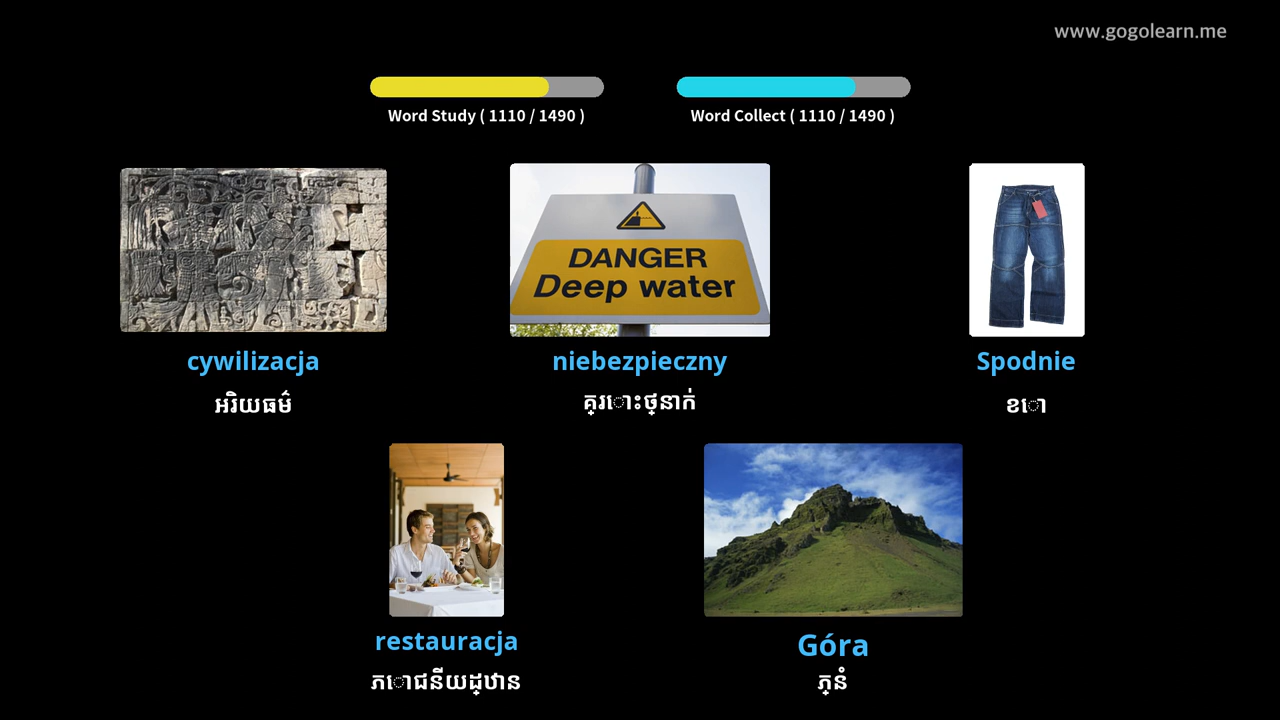 www.gogolearn.me
Word Study ( 1110 / 1490 )
Word Collect ( 1110 / 1490 )
DANGER
Deep water
cywilizacja
niebezpieczny
Spodnie
អរិយធម៌
គ្រោះថ្នាក់
ខោ
restauracja
Góra
ភោជនីយដ្ឋាន
ភ្នំ